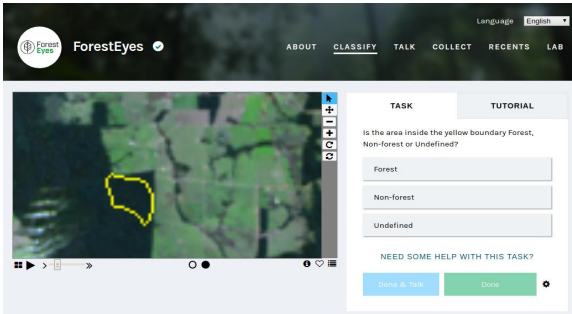 Language English
Forest Eyes
ForestEyes
ABOUT CLASSIFY TALK COLLECT RECENTS LAB
TASK TUTORIAL
Is the area inside the yellow boundary Forest,
Non-forest or Undefined?
Forest
Non-forest
Undefined
NEED SOME HELP WITH THIS TASK?
Done & Talk Done